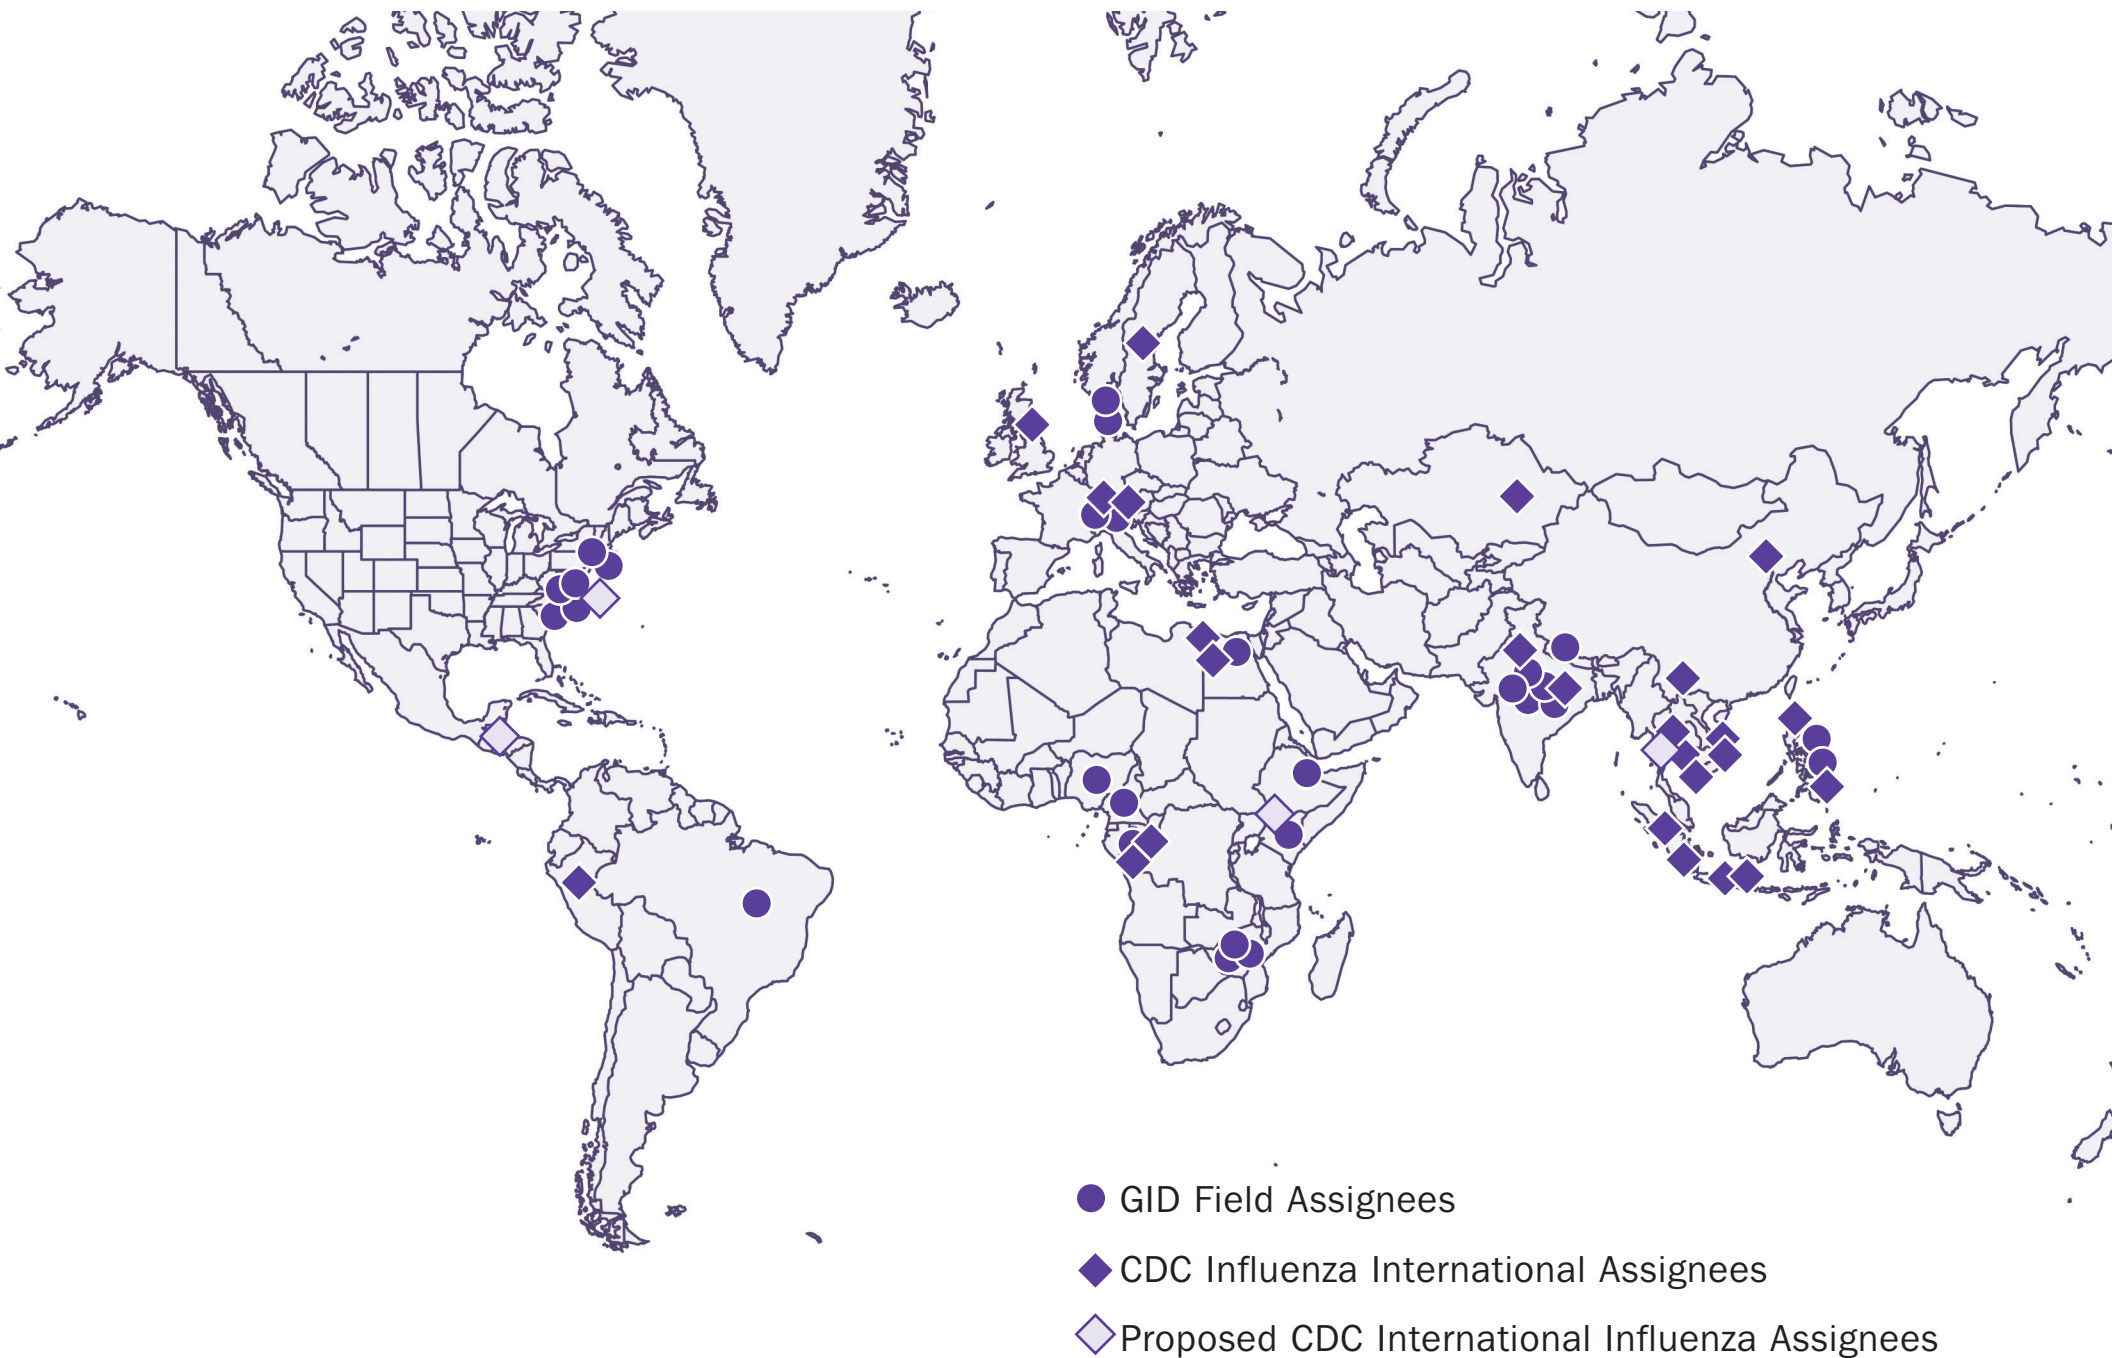 GID Field Assignees
CDC Influenza International Assignees
Proposed CDC International Influenza Assignees